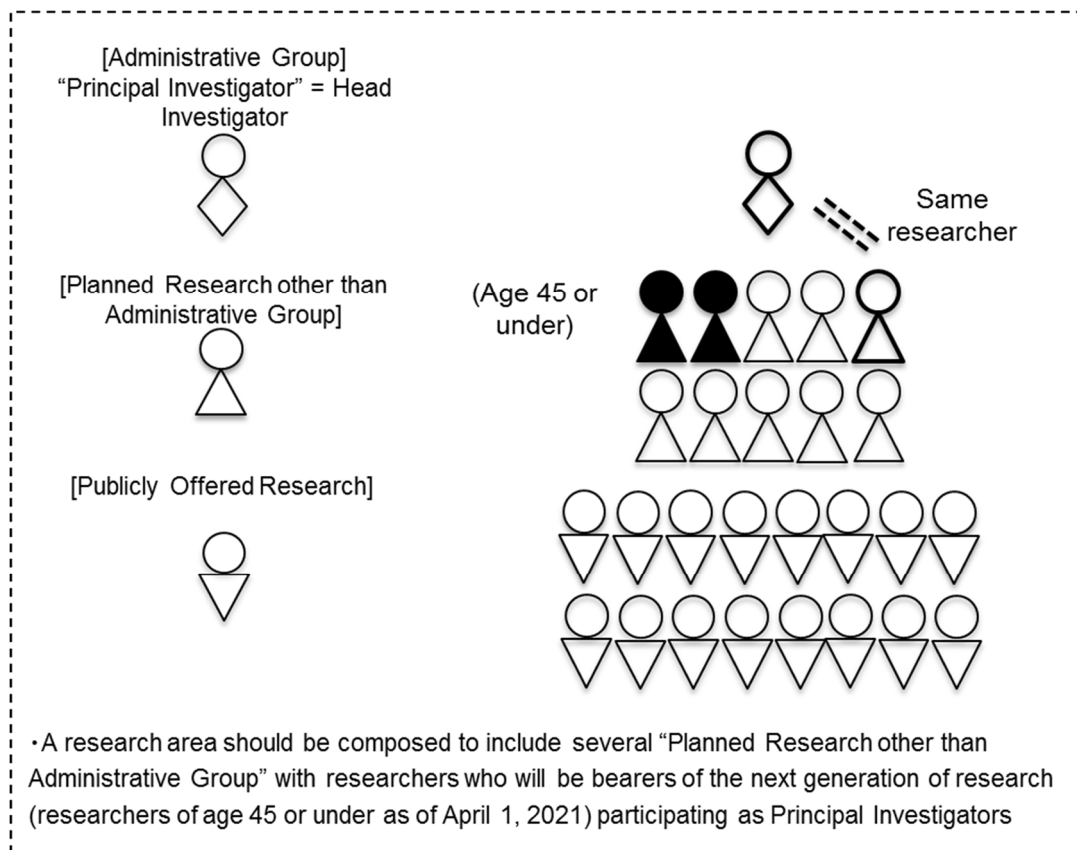 [Administrative Group]
“Principal Investigator” = Head
Investigator
Same
researcher
[Planned Research other than
Administrative Group]
(Age 45 or
under)
[Publicly Offered Research]
・A research area should be composed to include several “Planned Research other than
Administrative Group” with researchers who will be bearers of the next generation of research
(researchers of age 45 or under as of April 1, 2021) participating as Principal Investigators